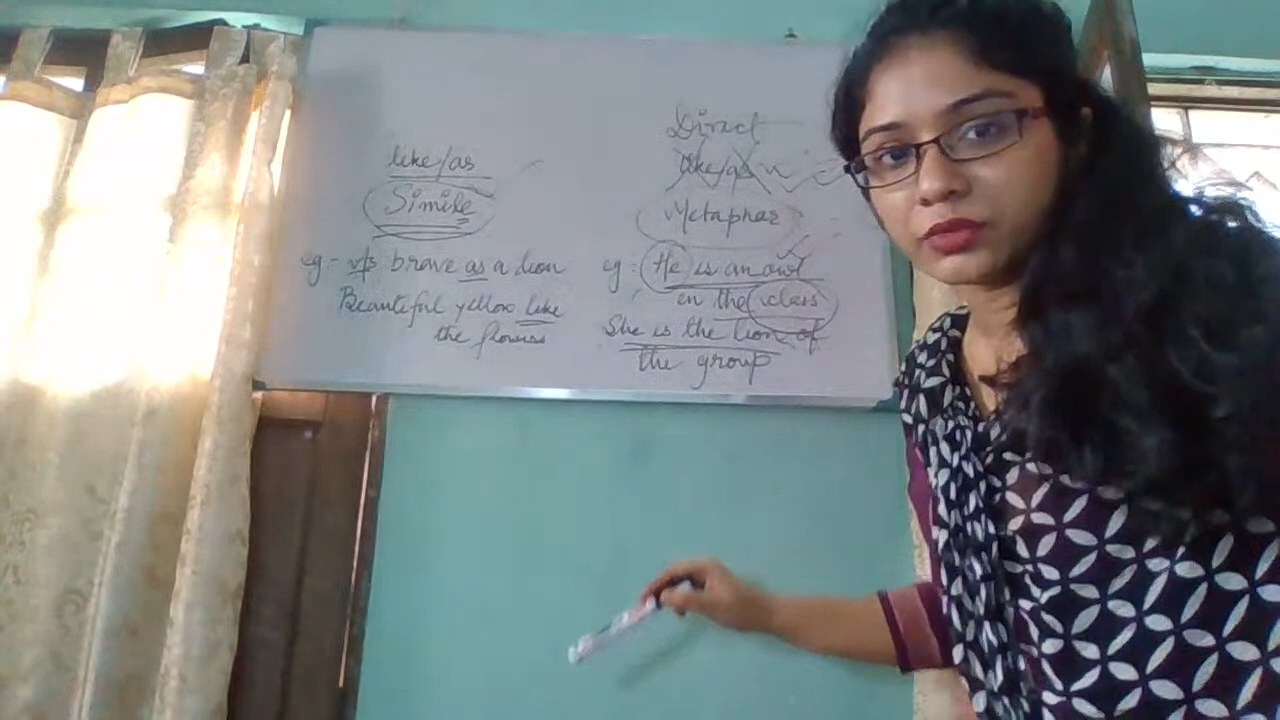 like/as
Simile
eg:- as brave as a lion
Beautiful yellow like
the flowers
Direct
like/as
Metaphor
eg: He is an owl
in the class
She is the lion of
the group